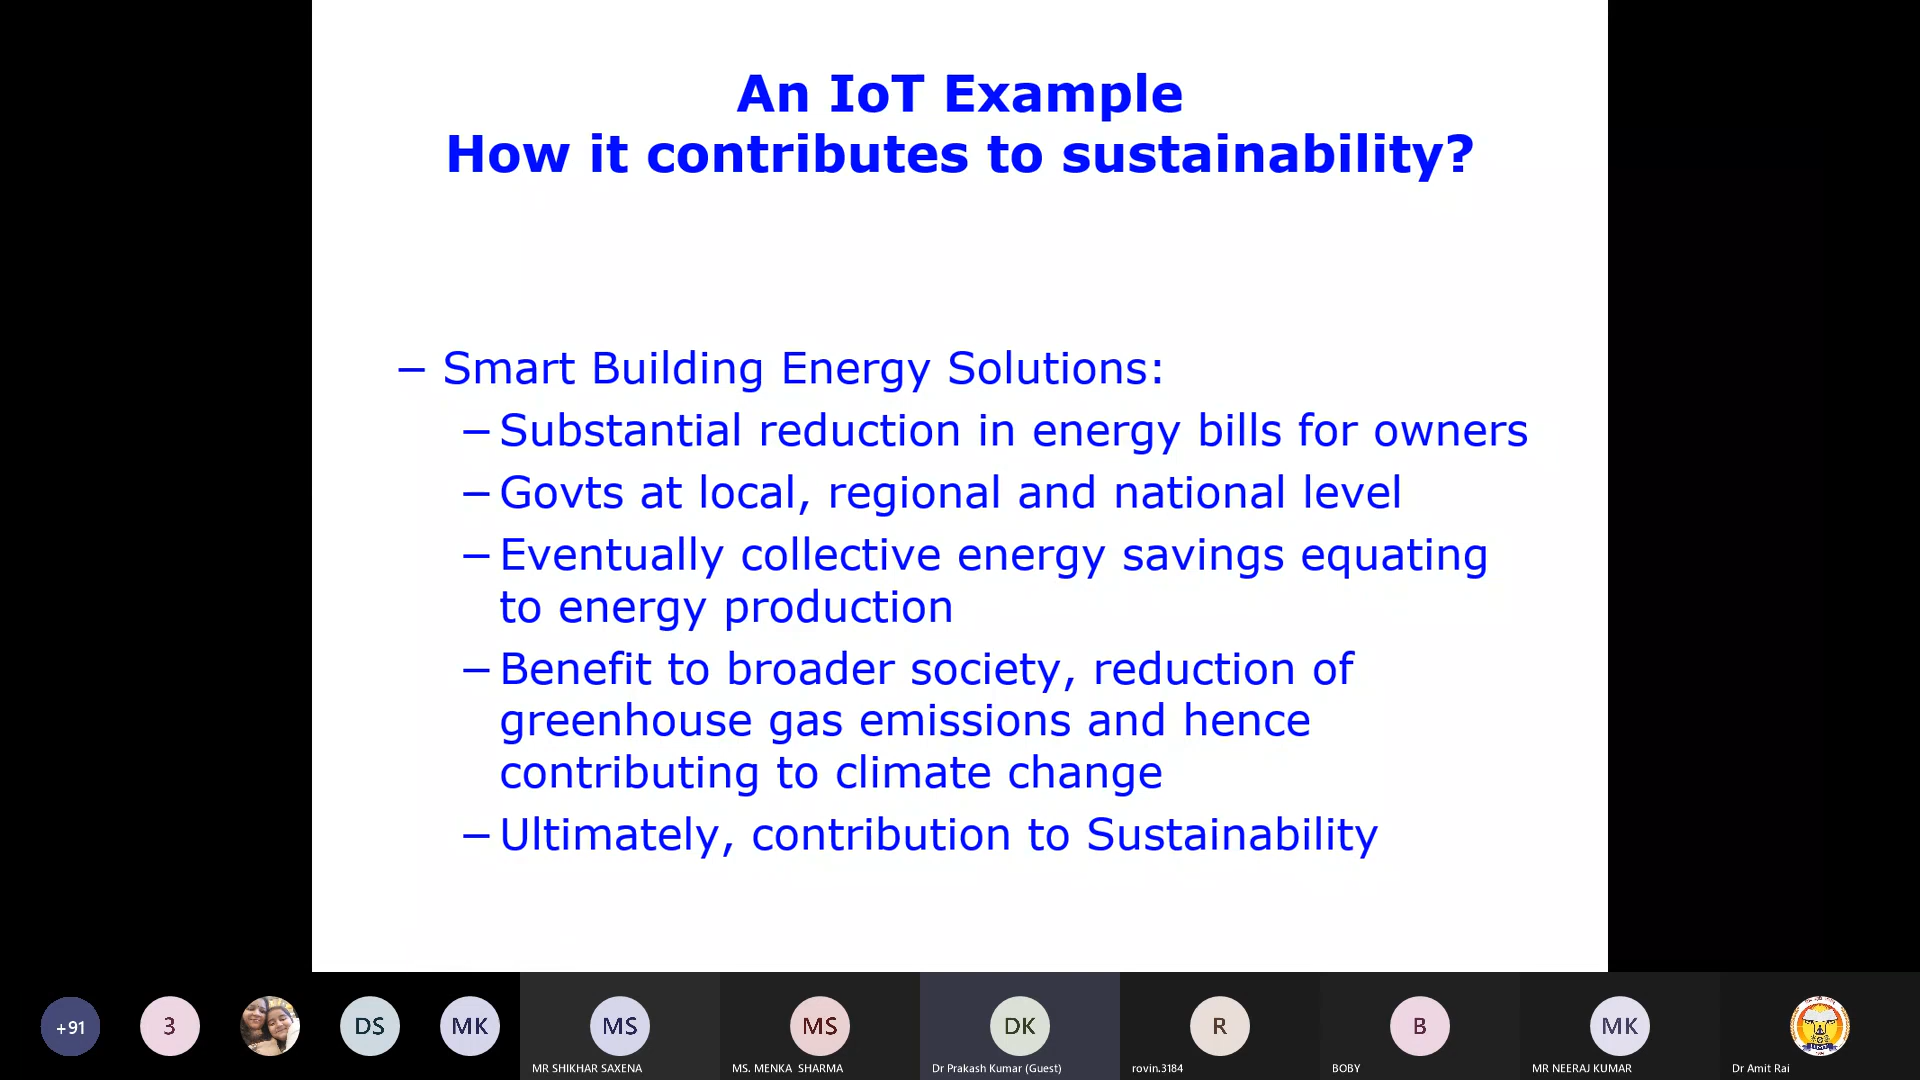 An IoT Example
How it contributes to sustainability?
– Smart Building Energy Solutions:
– Substantial reduction in energy bills for owners
– Govts at local, regional and national level
– Eventually collective energy savings equating
to energy production
– Benefit to broader society, reduction of
greenhouse gas emissions and hence
contributing to climate change
– Ultimately, contribution to Sustainability
+91
3
DS
MK
MS
MR SHIKHAR SAXENA
MS
MS. MENKA SHARMA
DK
Dr Prakash Kumar (Guest)
R
rovin.3184
B
BOBY
MK
MR NEERAJ KUMAR
Dr Amit Rai